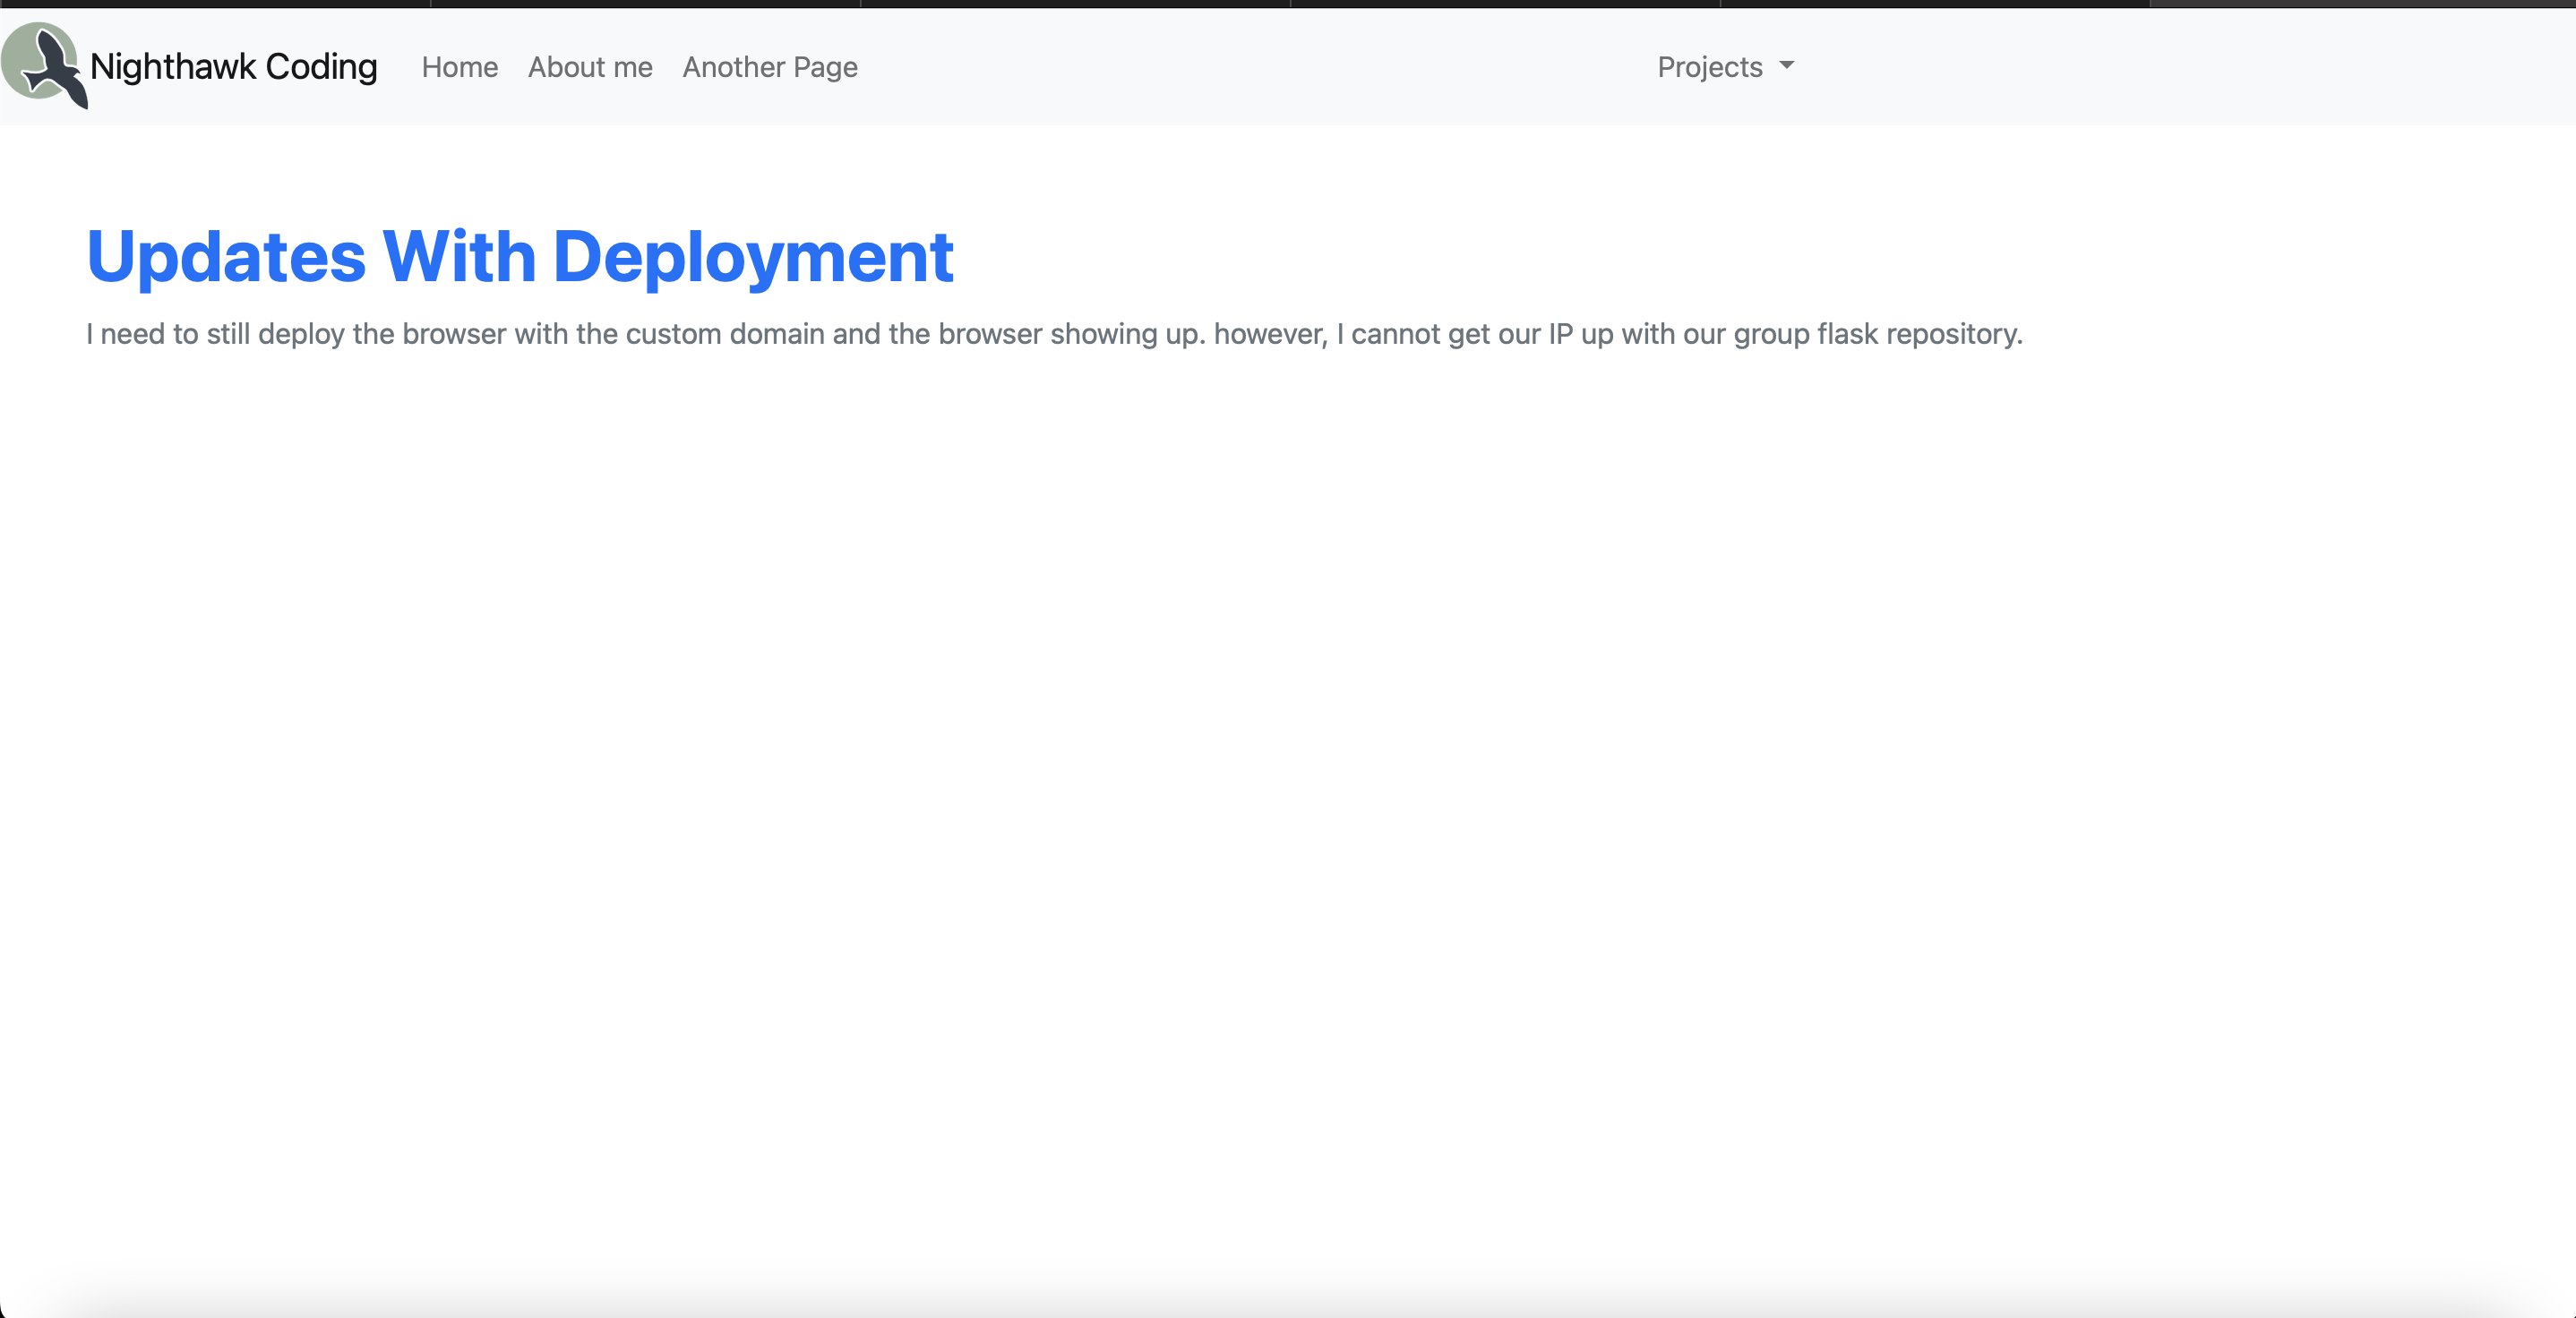 Nighthawk Coding Home About me Another Page Projects
Updates With Deployment
I need to still deploy the browser with the custom domain and the browser showing up. however, I cannot get our IP up with our group flask repository.